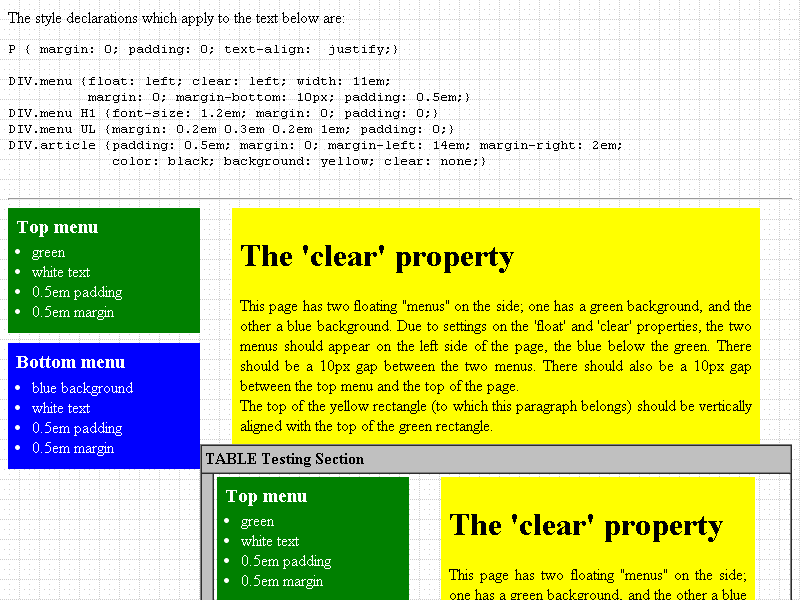 The style declarations which apply to the text below are:
P { margin: 0; padding: 0; text-align:  justify;}
DIV.menu {float: left; clear: left; width: 11em;
margin: 0; margin-bottom: 10px; padding: 0.5em;}
DIV.menu H1 {font-size: 1.2em; margin: 0; padding: 0;}
DIV.menu UL {margin: 0.2em 0.3em 0.2em 1em; padding: 0;}
DIV.article {padding: 0.5em; margin: 0; margin-left: 14em; margin-right: 2em;
color: black; background: yellow; clear: none;}
Top menu
green
white text
0.5em padding
0.5em margin
Bottom menu
blue background
white text
0.5em padding
0.5em margin
The 'clear' property
This page has two floating "menus" on the side; one has a green background, and the
other a blue background. Due to settings on the 'float' and 'clear' properties, the two
menus should appear on the left side of the page, the blue below the green. There
should be a 10px gap between the two menus. There should also be a 10px gap
between the top menu and the top of the page.
The top of the yellow rectangle (to which this paragraph belongs) should be vertically
aligned with the top of the green rectangle.
TABLE Testing Section
Top menu
green
white text
0.5em padding
0.5em margin
The 'clear' property
This page has two floating "menus" on the side;
one has a green background, and the other a blue